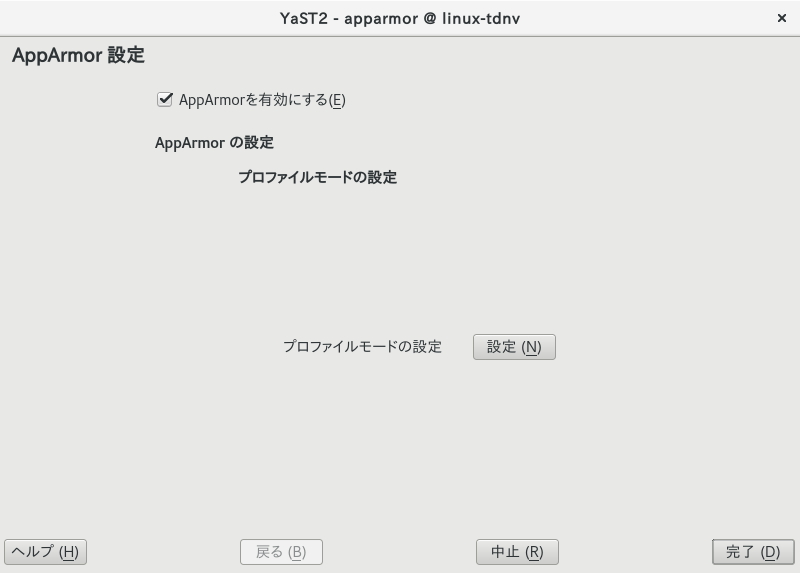 YaST2 - apparmor @ linux-tdnv ×
AppArmor 設定
AppArmorを有効にする(E)
AppArmor の設定
プロファイルモードの設定
プロファイルモードの設定 設定 (N)
ヘルプ (H) 戻る (B) 中止 (R) 完了 (D)